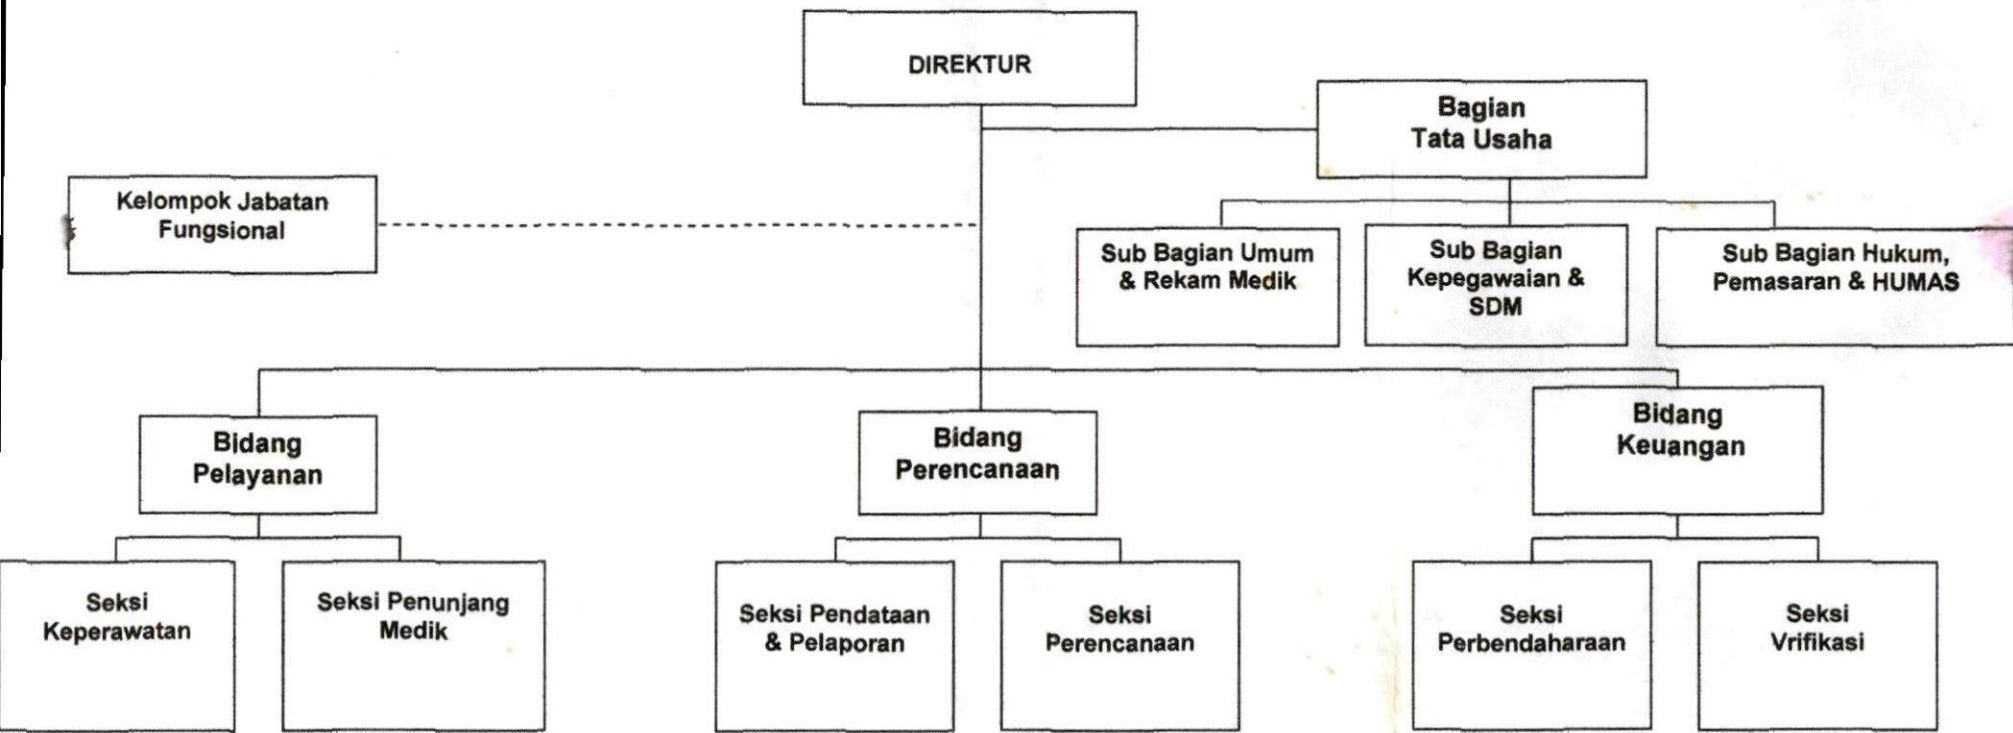 DIREKTUR
Bagian
Tata Usaha
Kelompok Jabatan
Fungsional
Sub Bagian Umum
& Rekam Medik
Sub Bagian
Kepegawaian &
SDM
Sub Bagian Hukum,
Pemasaran & HUMAS
Bidang
Pelayanan
Bidang
Perencanaan
Bidang
Keuangan
Seksi
Keperawatan
Seksi Penunjang
Medik
Seksi Pendataan
& Pelaporan
Seksi
Perencanaan
Seksi
Perbendaharaan
Seksi
Vrifikasi